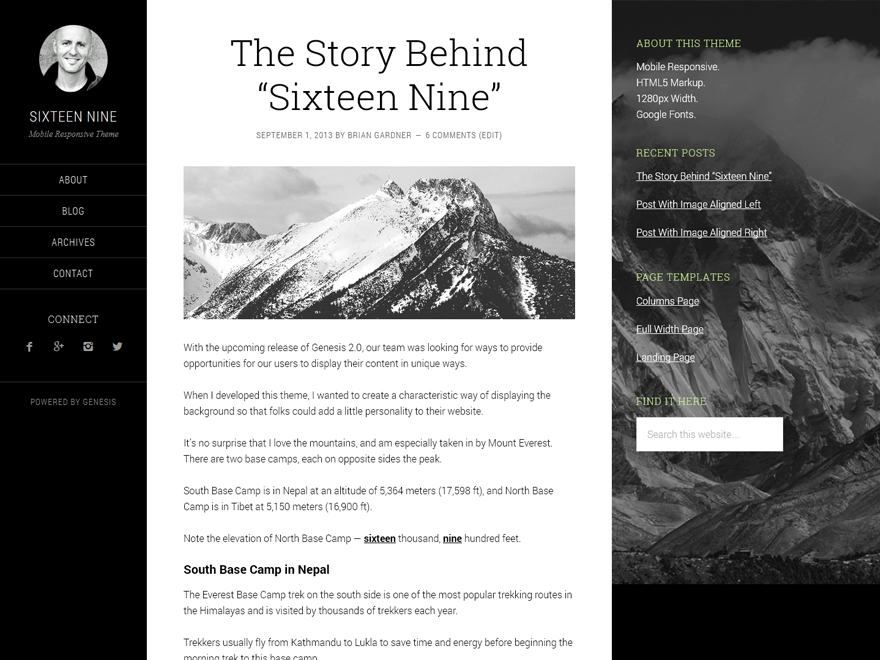 SIXTEEN NINE
Mobile Responsive Theme
ABOUT
BLOG
ARCHIVES
CONTACT
CONNECT
POWERED BY GENESIS
The Story Behind
“Sixteen Nine”
SEPTEMBER 1, 2013 BY BRIAN GARDNER — 6 COMMENTS (EDIT)
With the upcoming release of Genesis 2.0, our team was looking for ways to provide
opportunities for our users to display their content in unique ways.
When I developed this theme, I wanted to create a characteristic way of displaying the
background so that folks could add a little personality to their website.
It's no surprise that I love the mountains, and am especially taken in by Mount Everest.
There are two base camps, each on opposite sides the peak.
South Base Camp is in Nepal at an altitude of 5,364 meters (17,598 ft), and North Base
Camp is in Tibet at 5,150 meters (16,900 ft).
Note the elevation of North Base Camp — sixteen thousand, nine hundred feet.
South Base Camp in Nepal
The Everest Base Camp trek on the south side is one of the most popular trekking routes in
the Himalayas and is visited by thousands of trekkers each year.
Trekkers usually fly from Kathmandu to Lukla to save time and energy before beginning the
morning trek to this base camp.
ABOUT THIS THEME
Mobile Responsive.
HTML5 Markup.
1280px Width.
Google Fonts.
RECENT POSTS
The Story Behind “Sixteen Nine”
Post With Image Aligned Left
Post With Image Aligned Right
PAGE TEMPLATES
Columns Page
Full Width Page
Landing Page
FIND IT HERE
Search this website…